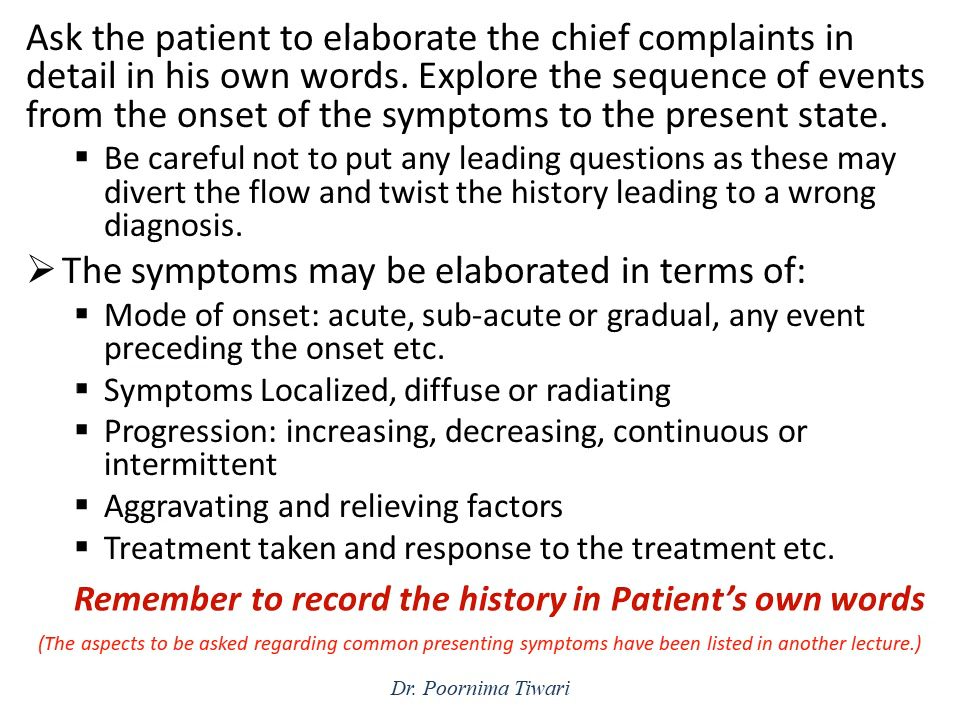 Ask the patient to elaborate the chief complaints in
detail in his own words. Explore the sequence of events
from the onset of the symptoms to the present state.
▪ Be careful not to put any leading questions as these may
divert the flow and twist the history leading to a wrong
diagnosis.
➢ The symptoms may be elaborated in terms of:
▪ Mode of onset: acute, sub-acute or gradual, any event
preceding the onset etc.
▪ Symptoms Localized, diffuse or radiating
▪ Progression: increasing, decreasing, continuous or
intermittent
▪ Aggravating and relieving factors
▪ Treatment taken and response to the treatment etc.
Remember to record the history in Patient’s own words
(The aspects to be asked regarding common presenting symptoms have been listed in another lecture.)
Dr. Poornima Tiwari